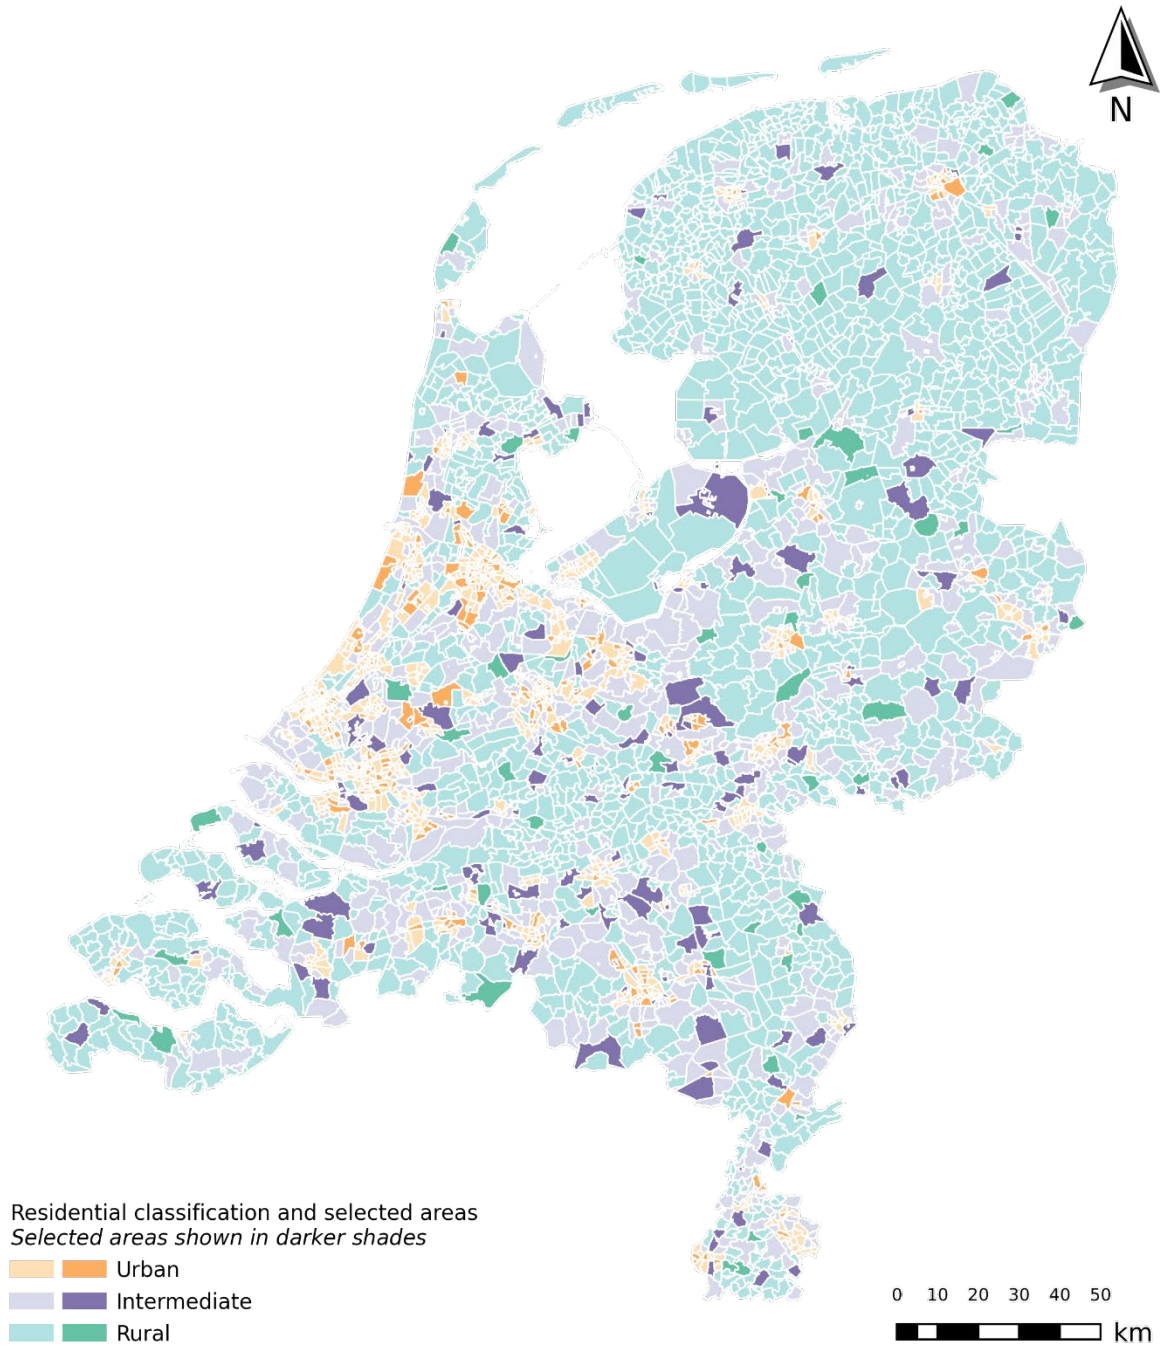 N
Residential classification and selected areas
Selected areas shown in darker shades
Urban
Intermediate
Rural
0 10 20 30 40 50
km